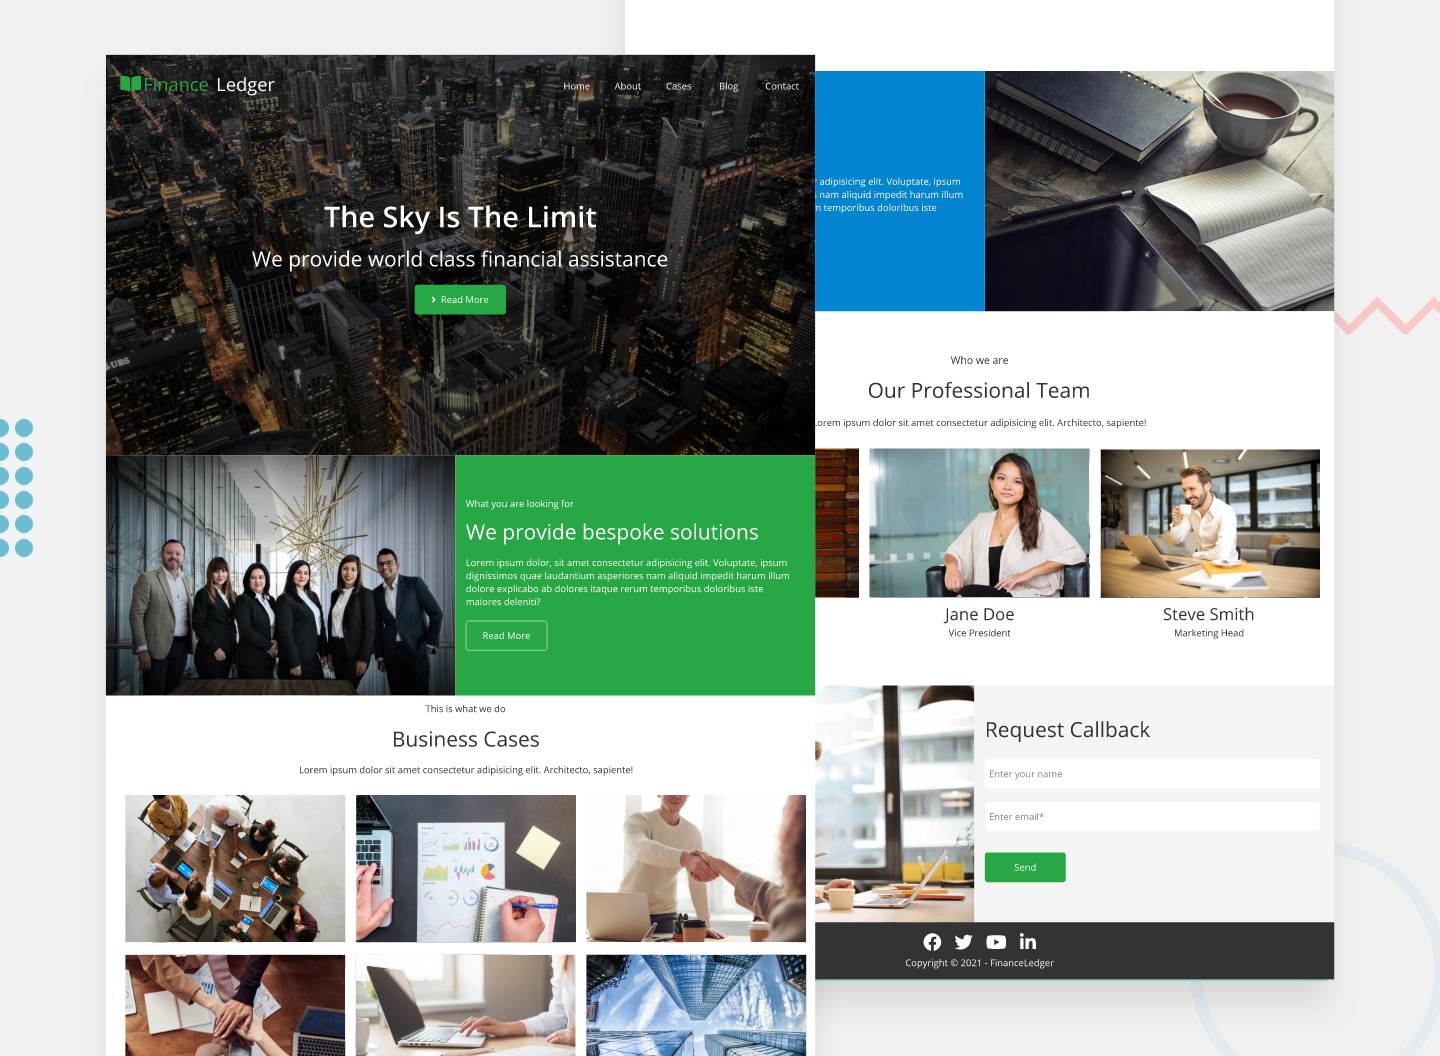 Finance Ledger
Home About Cases Blog Contact
The Sky Is The Limit
We provide world class financial assistance
Read More
UBS
What you are looking for
We provide bespoke solutions
Lorem ipsum dolor, sit amet consectetur adipisicing elit. Voluptate, ipsum
dignissimos quae laudantium asperiores nam aliquid impedit harum illum
dolore explicabo ab dolores itaque rerum temporibus doloribus iste
maiores deleniti?
Read More
This is what we do
Business Cases
Lorem ipsum dolor sit amet consectetur adipisicing elit. Architecto, sapiente!
adipisicing elit. Voluptate, ipsum
nam aliquid impedit harum illum
temporibus doloribus iste
Who we are
Our Professional Team
Lorem ipsum dolor sit amet consectetur adipisicing elit. Architecto, sapiente!
Jane Doe
Vice President
Steve Smith
Marketing Head
Request Callback
Enter your name
Enter email*
Send
Copyright © 2021 - FinanceLedger